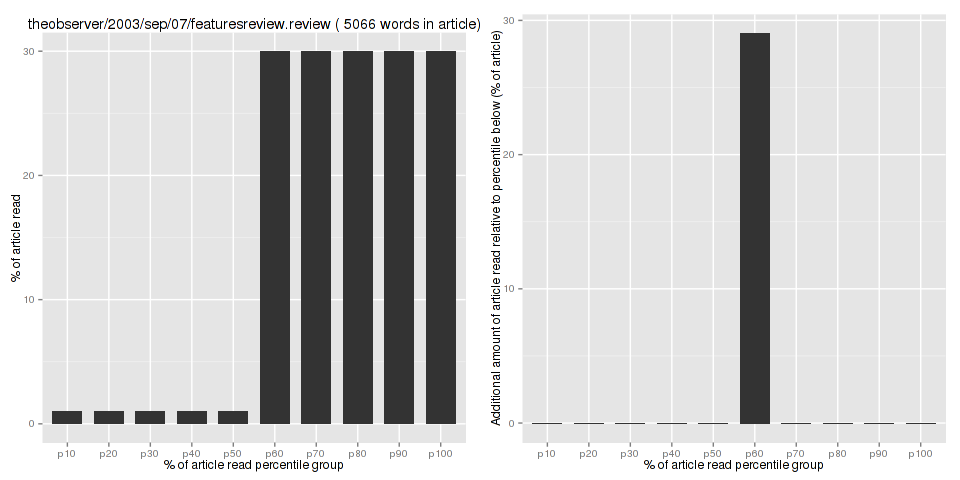 theobserver/2003/sep/07/featuresreview.review ( 5066 words in article)
% of article read
30
20
10
0
p10 p20 p30 p40 p50 p60 p70 p80 p90 p100
% of article read percentile group
Additional amount of article read relative to percentile below (% of article)
30
20
10
0
p10 p20 p30 p40 p50 p60 p70 p80 p90 p100
% of article read percentile group